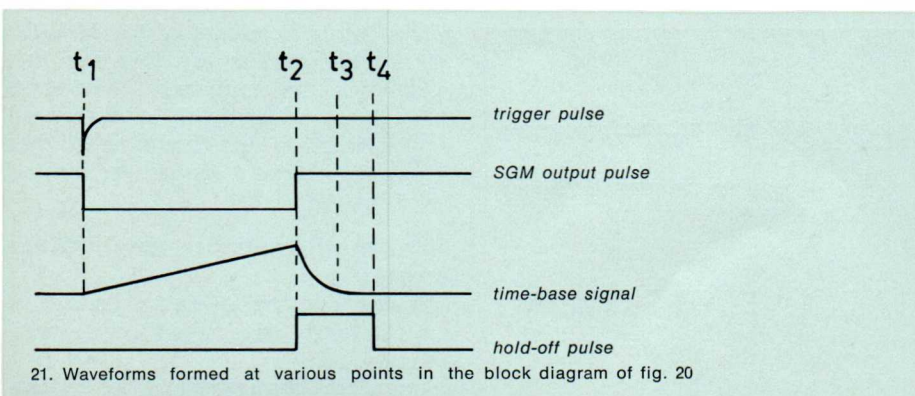 t1 t2 t3 t4
trigger pulse
SGM output pulse
time-base signal
hold-off pulse
21. Waveforms formed at various points in the block diagram of fig. 20